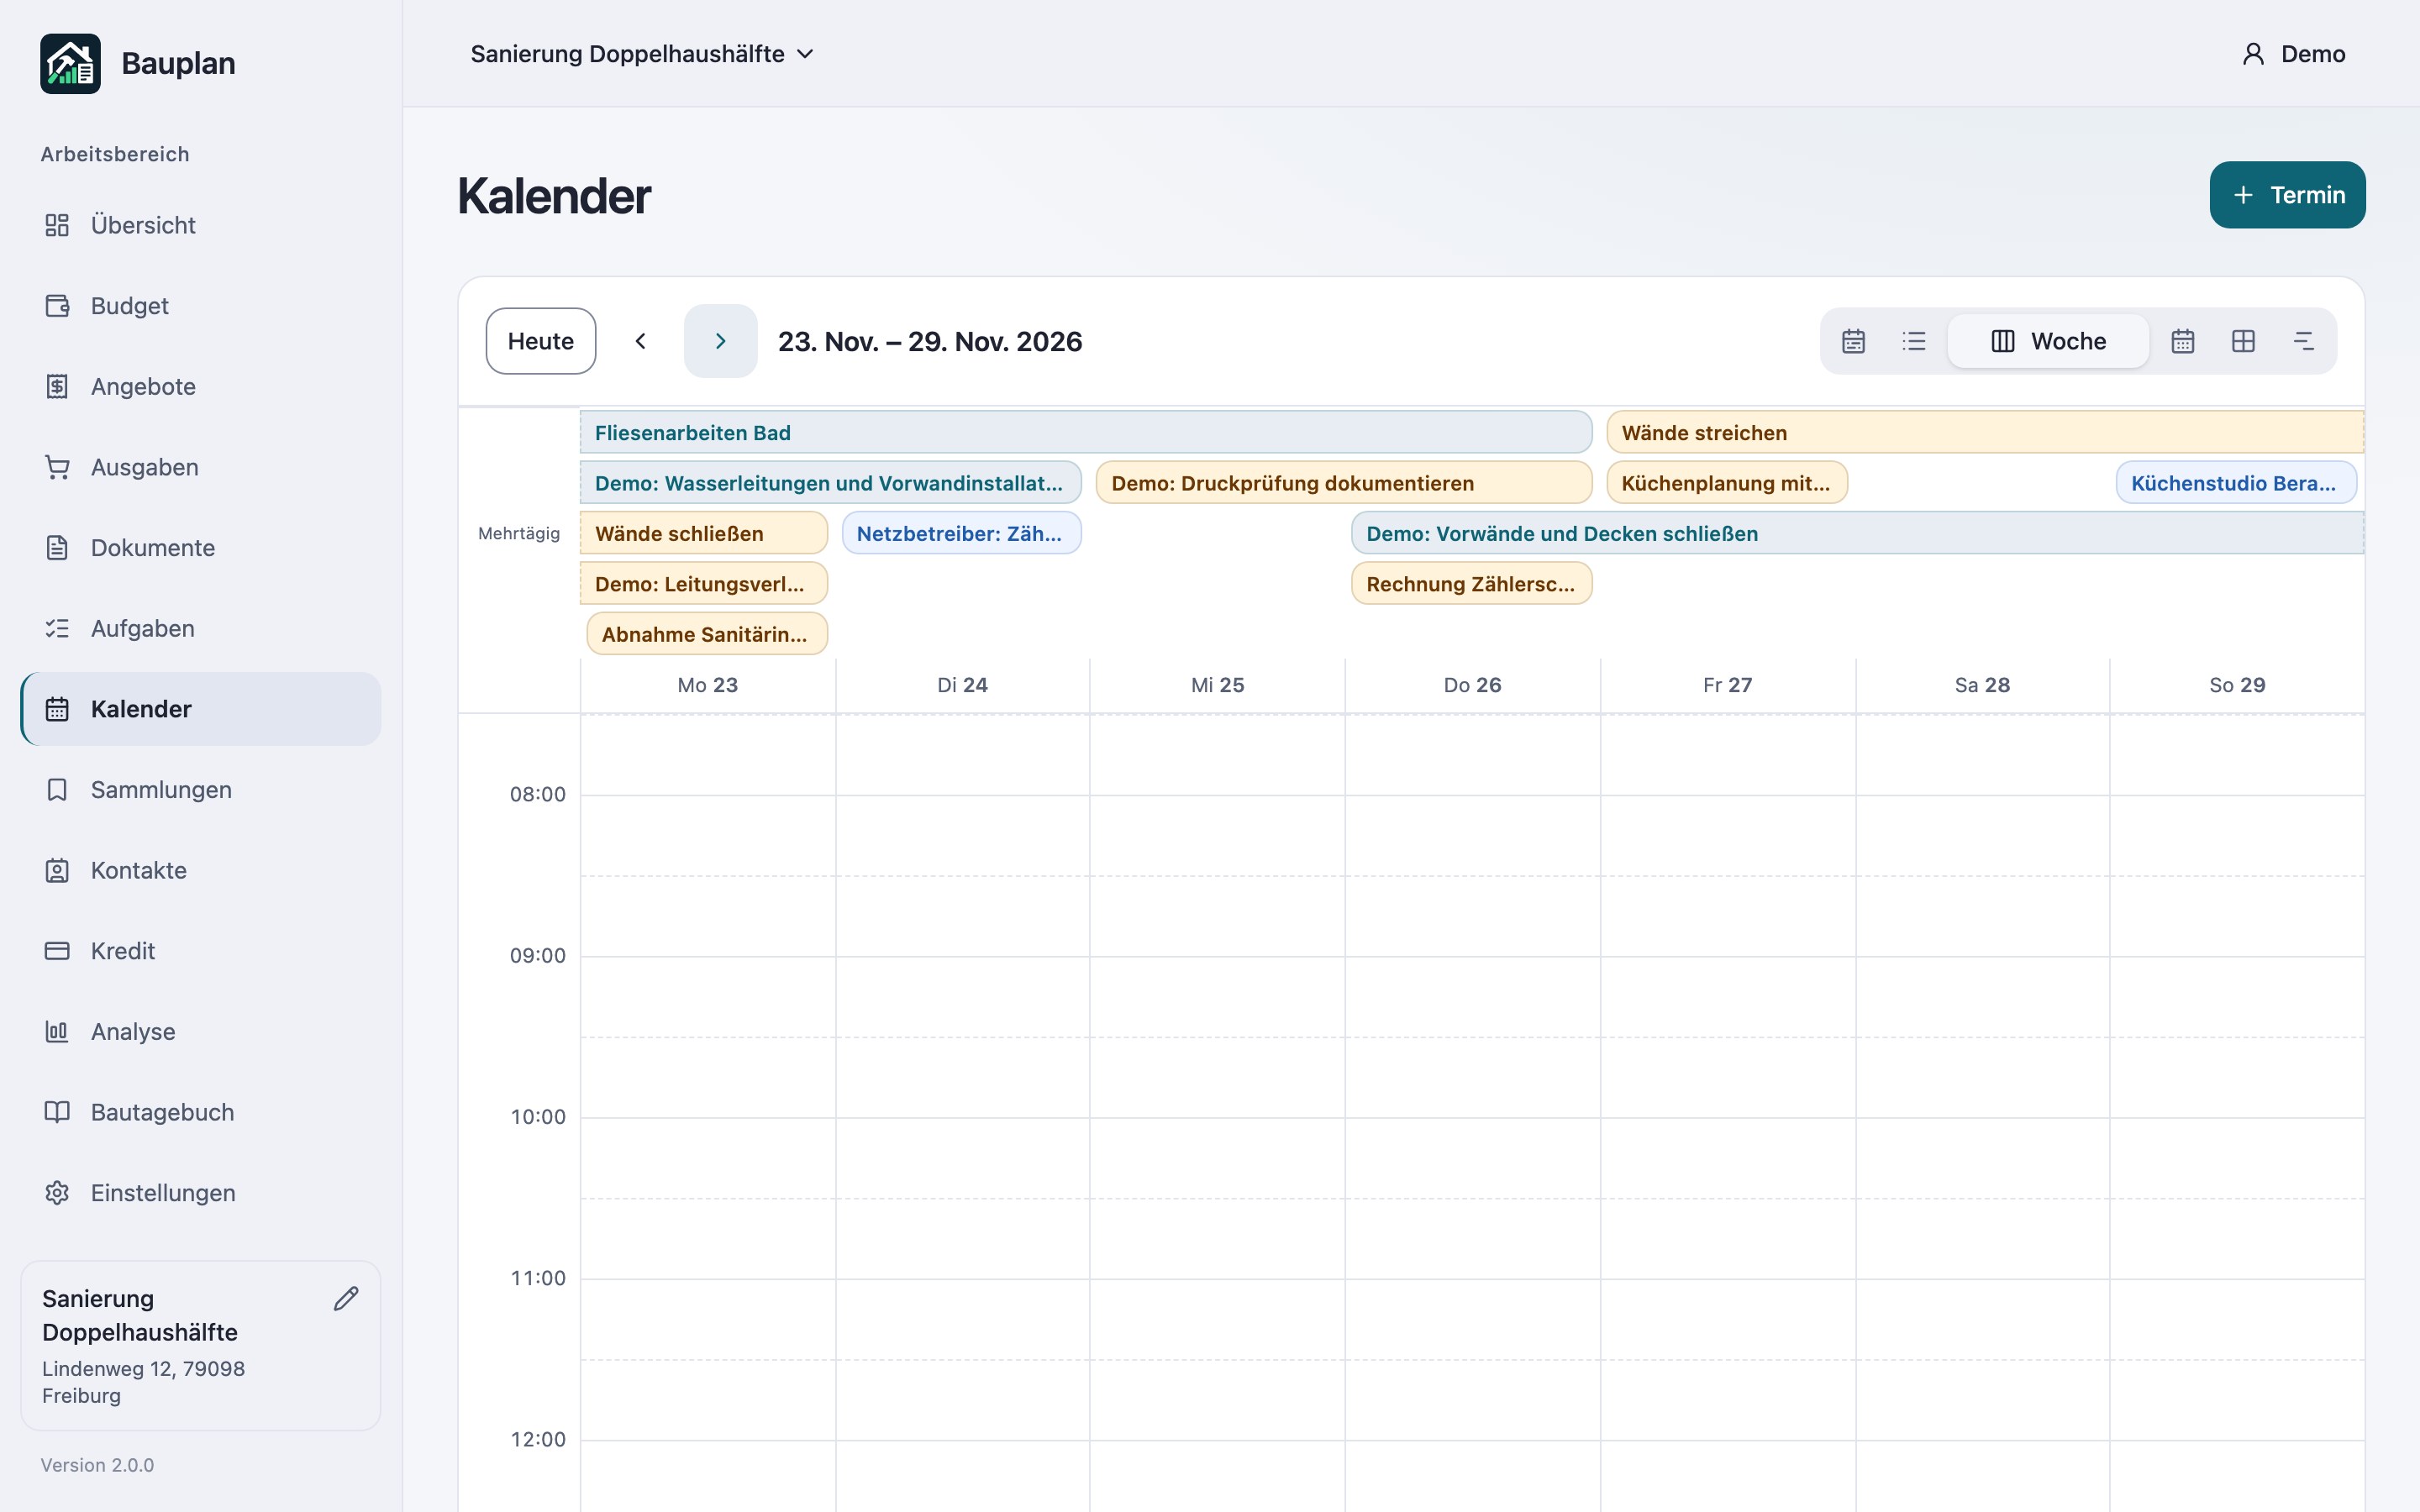 Bauplan
Arbeitsbereich
Übersicht
Budget
Angebote
Ausgaben
Dokumente
Aufgaben
Kalender
Sammlungen
Kontakte
Kredit
Analyse
Bautagebuch
Einstellungen
Sanierung
Doppelhaushälfte
Lindenweg 12, 79098
Freiburg
Version 2.0.0
Sanierung Doppelhaushälfte
Demo
Kalender
Termin
Heute
23. Nov. – 29. Nov. 2026
Woche
Mehrtägig
Fliesenarbeiten Bad
Wände streichen
Demo: Wasserleitungen und Vorwandinstallat...
Demo: Druckprüfung dokumentieren
Küchenplanung mit...
Küchenstudio Bera...
Wände schließen
Netzbetreiber: Zäh...
Demo: Vorwände und Decken schließen
Demo: Leitungsverl...
Rechnung Zählersc...
Abnahme Sanitärin...
Mo 23
Di 24
Mi 25
Do 26
Fr 27
Sa 28
So 29
08:00
09:00
10:00
11:00
12:00